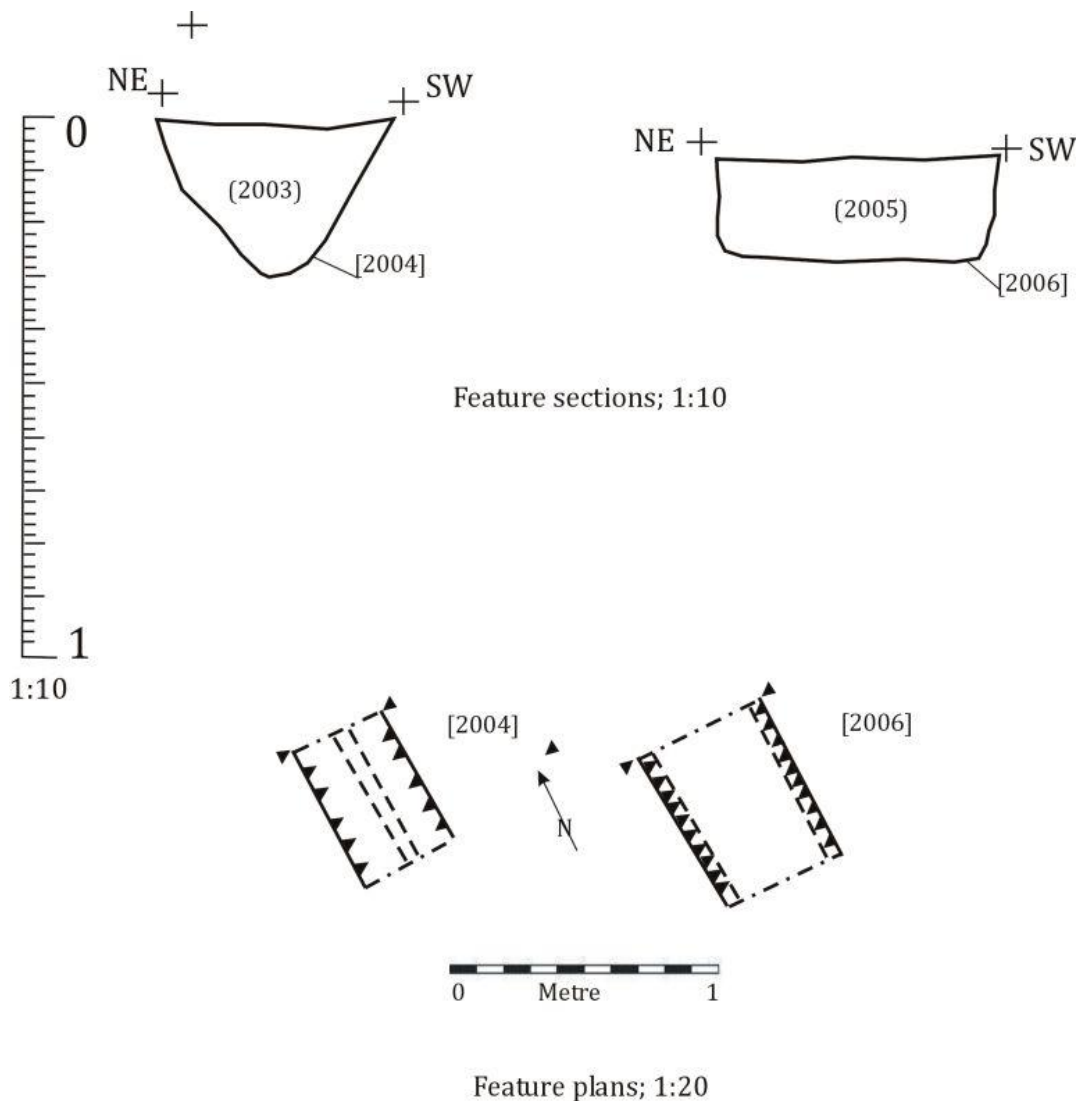 NE
SW
0
(2003)
[2004]
NE
SW
(2005)
[2006]
Feature sections; 1:10
1
1:10
[2004]
[2006]
N
0 Metre 1
Feature plans; 1:20